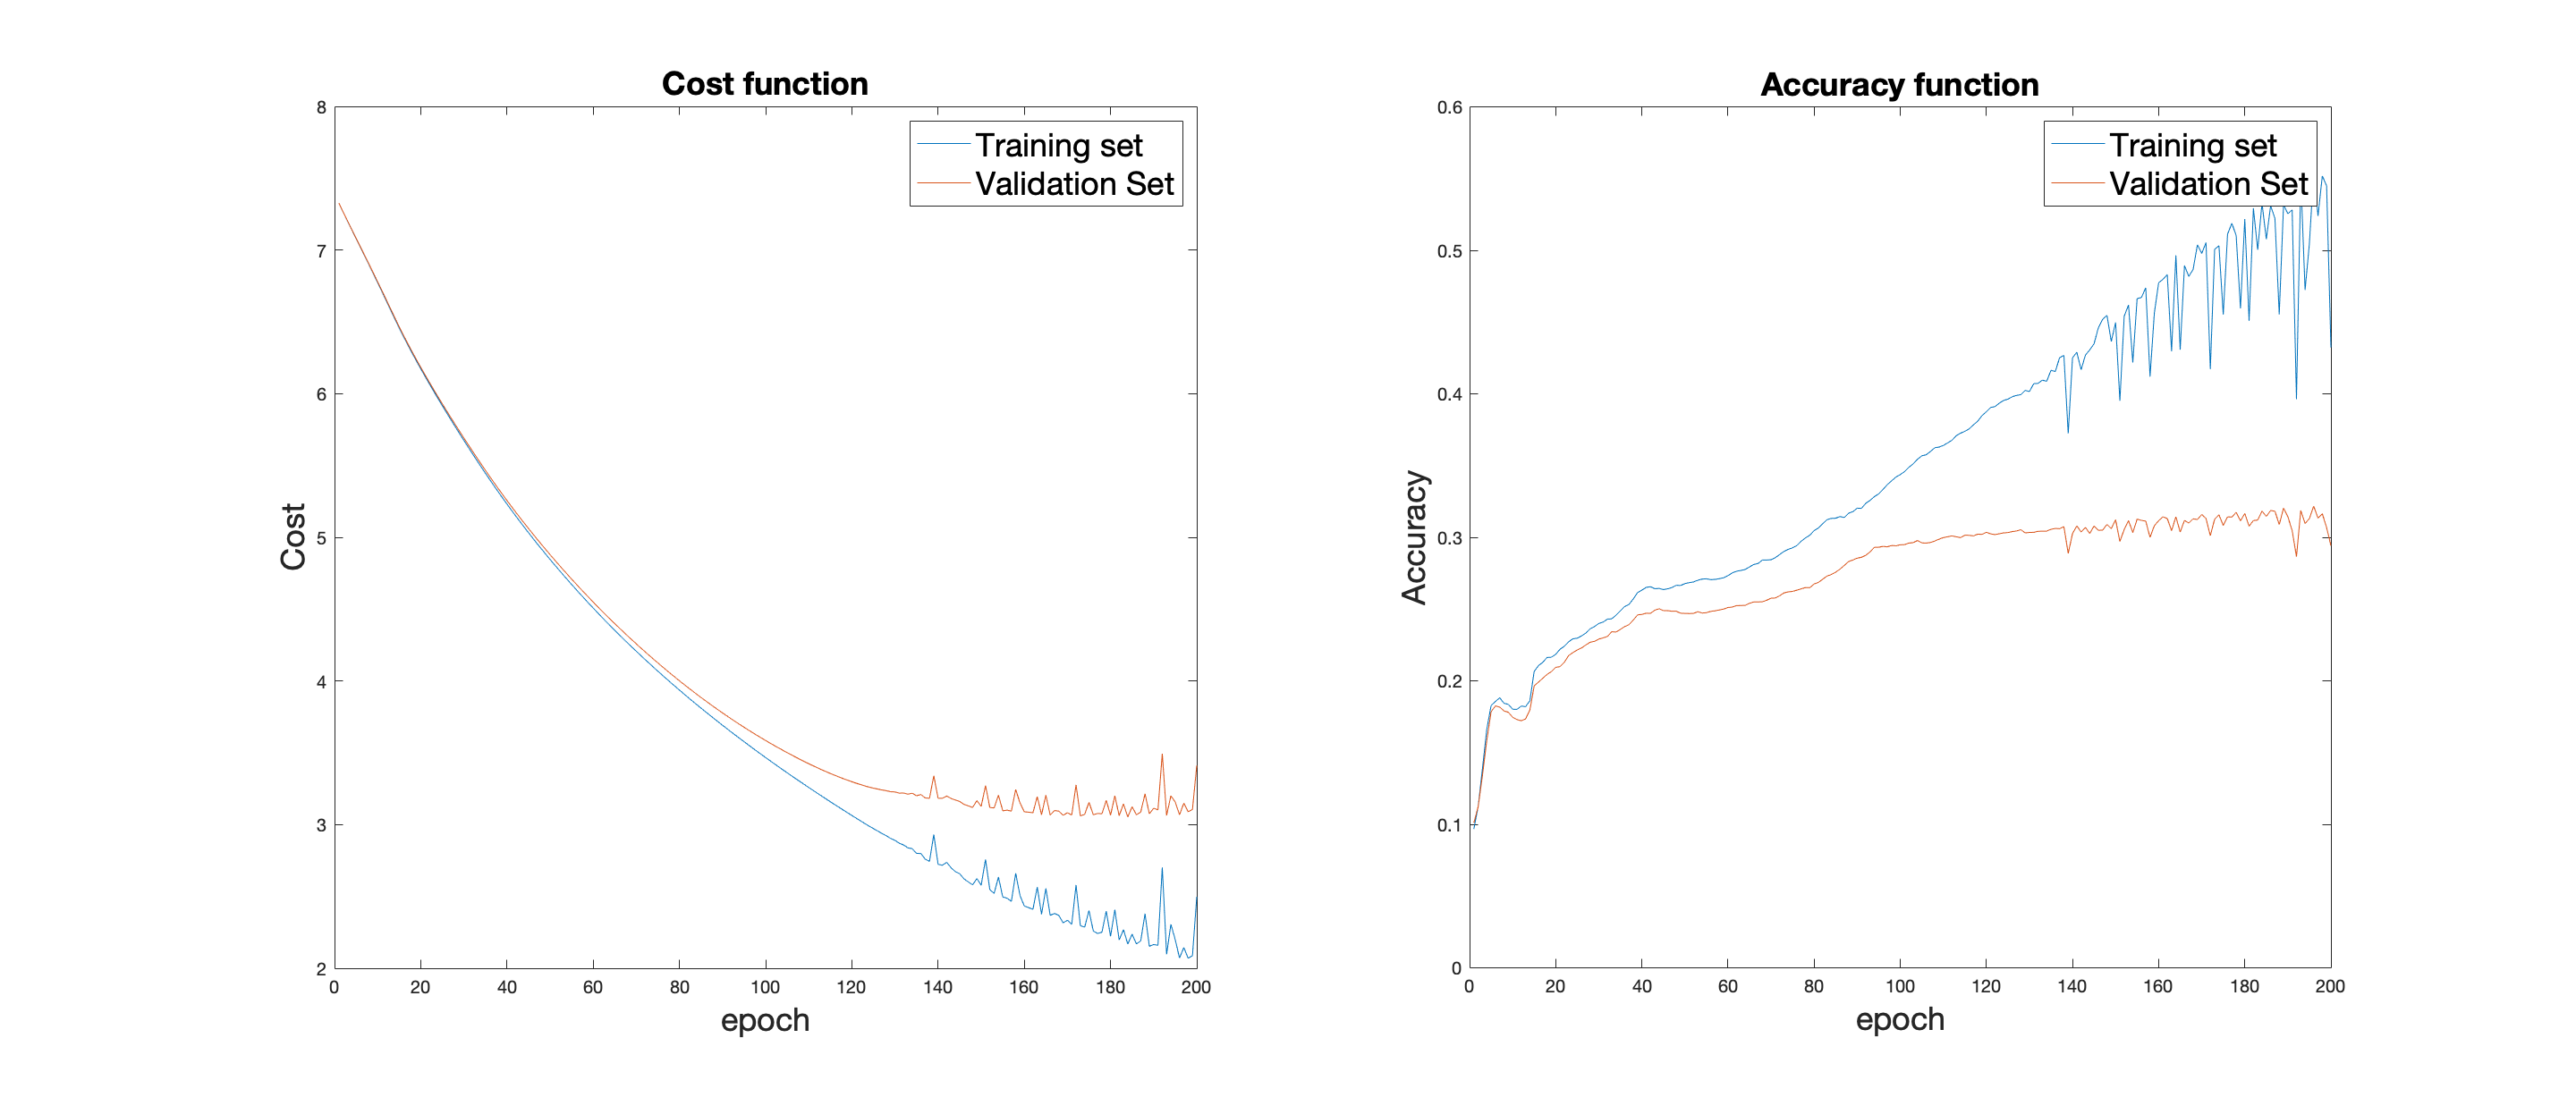 Cost function
8
7
6
5
4
3
2
Cost
0 20 40 60 80 100 120 140 160 180 200
epoch
Training set
Validation Set
Accuracy function
0.6
0.5
0.4
0.3
0.2
0.1
0
Accuracy
0 20 40 60 80 100 120 140 160 180 200
epoch
Training set
Validation Set